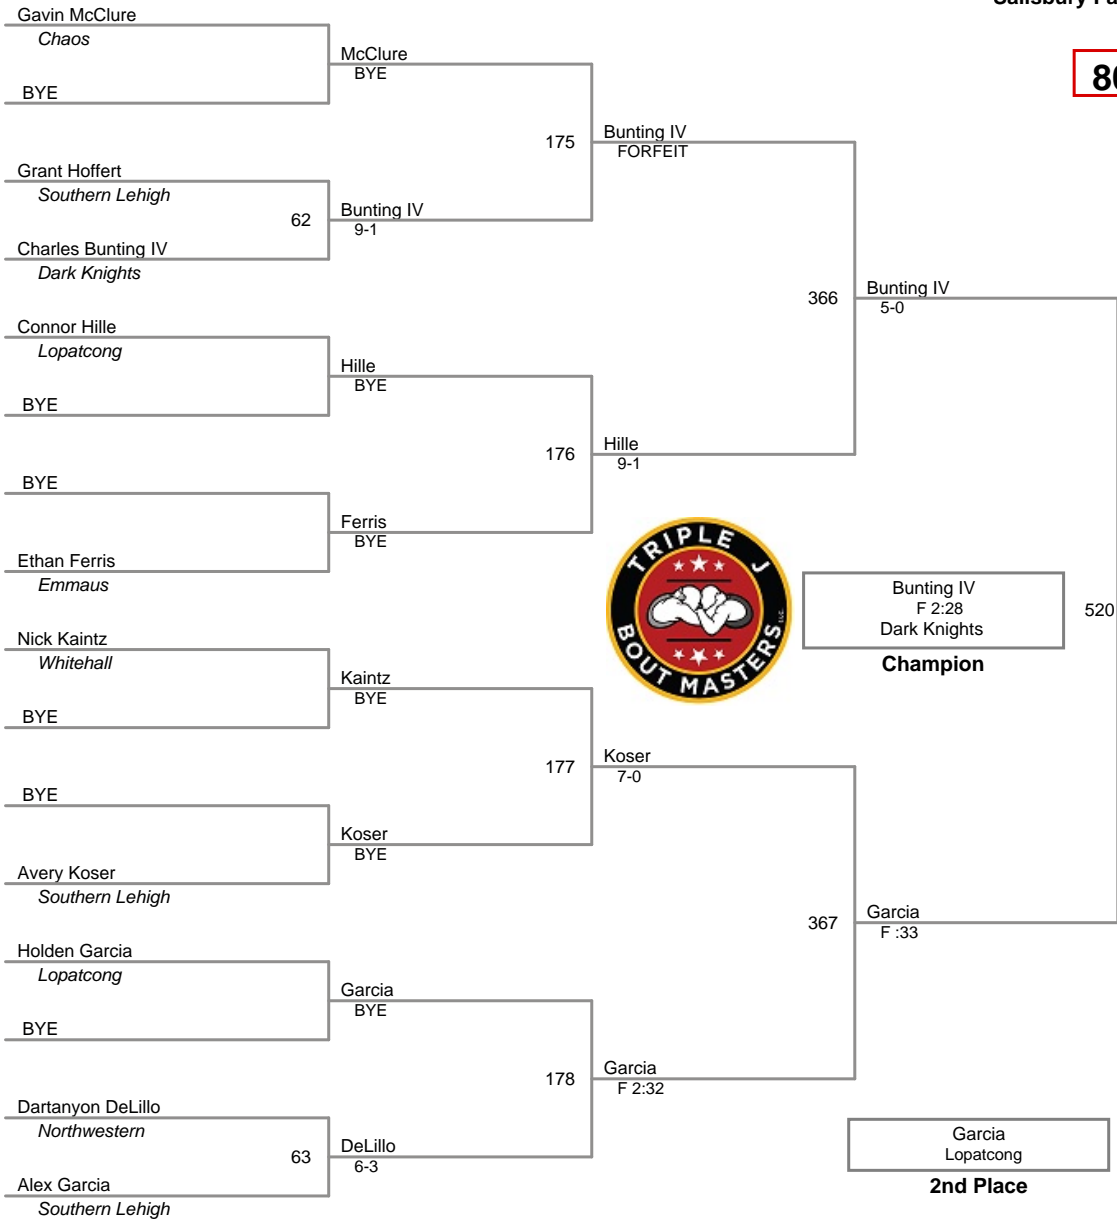 Salisbury
80
Gavin McClure
Chaos
McClure
BYE
BYE
175
Bunting IV
FORFEIT
Grant Hoffert
Southern Lehigh
62
Bunting IV
9-1
Charles Bunting IV
Dark Knights
366
Bunting IV
5-0
Connor Hille
Lopatcong
Hille
BYE
BYE
176
Hille
9-1
BYE
Ferris
BYE
Ethan Ferris
Emmaus
TRIPLE J
BOUT MASTERS
Bunting IV
F 2:28
Dark Knights
520
Champion
Nick Kaintz
Whitehall
Kaintz
BYE
BYE
177
Koser
7-0
BYE
Koser
BYE
Avery Koser
Southern Lehigh
367
Garcia
F :33
Holden Garcia
Lopatcong
Garcia
BYE
BYE
178
Garcia
F 2:32
Dartanyon DeLillo
Northwestern
63
DeLillo
6-3
Alex Garcia
Southern Lehigh
Garcia
Lopatcong
2nd Place